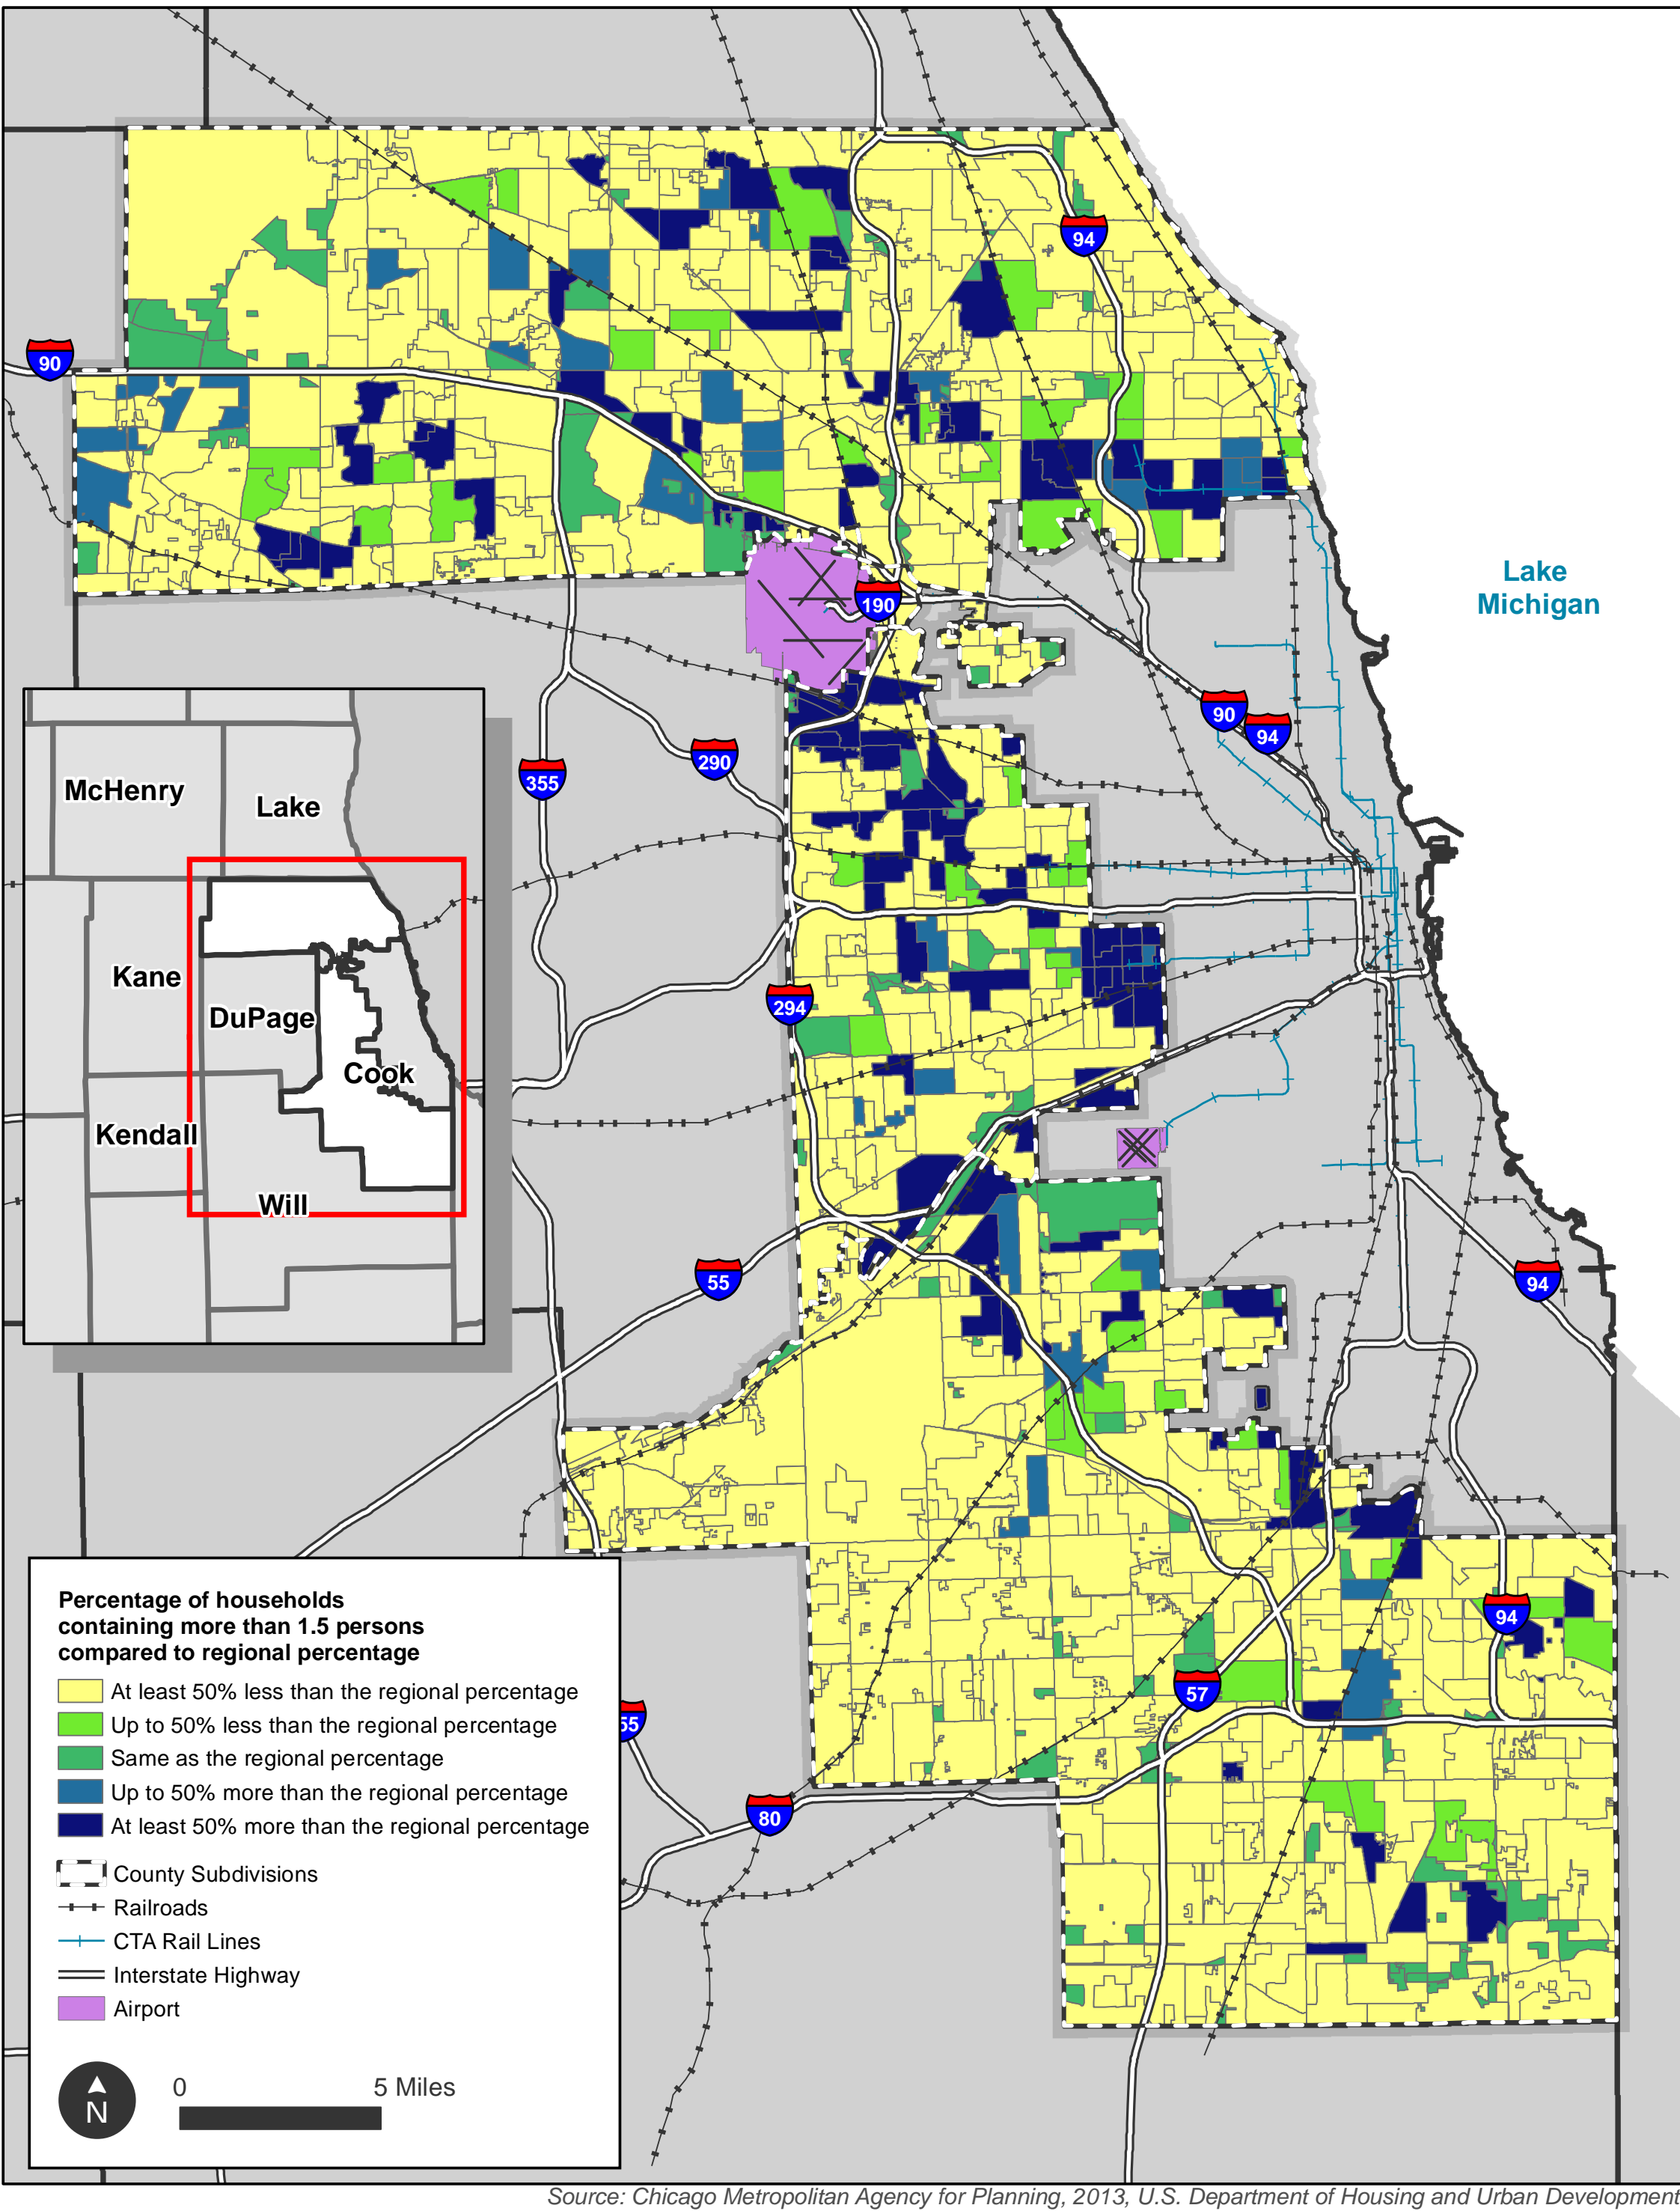 94
90
Lake
Michigan
190
90
94
290
355
McHenry
Lake
Kane
DuPage
294
Cook
Kendall
Will
55
94
Percentage of households
containing more than 1.5 persons
compared to regional percentage
At least 50% less than the regional percentage
Up to 50% less than the regional percentage
Same as the regional percentage
Up to 50% more than the regional percentage
At least 50% more than the regional percentage
County Subdivisions
Railroads
CTA Rail Lines
Interstate Highway
Airport
N
0 5 Miles
94
57
55
80
Source: Chicago Metropolitan Agency for Planning, 2013, U.S. Department of Housing and Urban Development